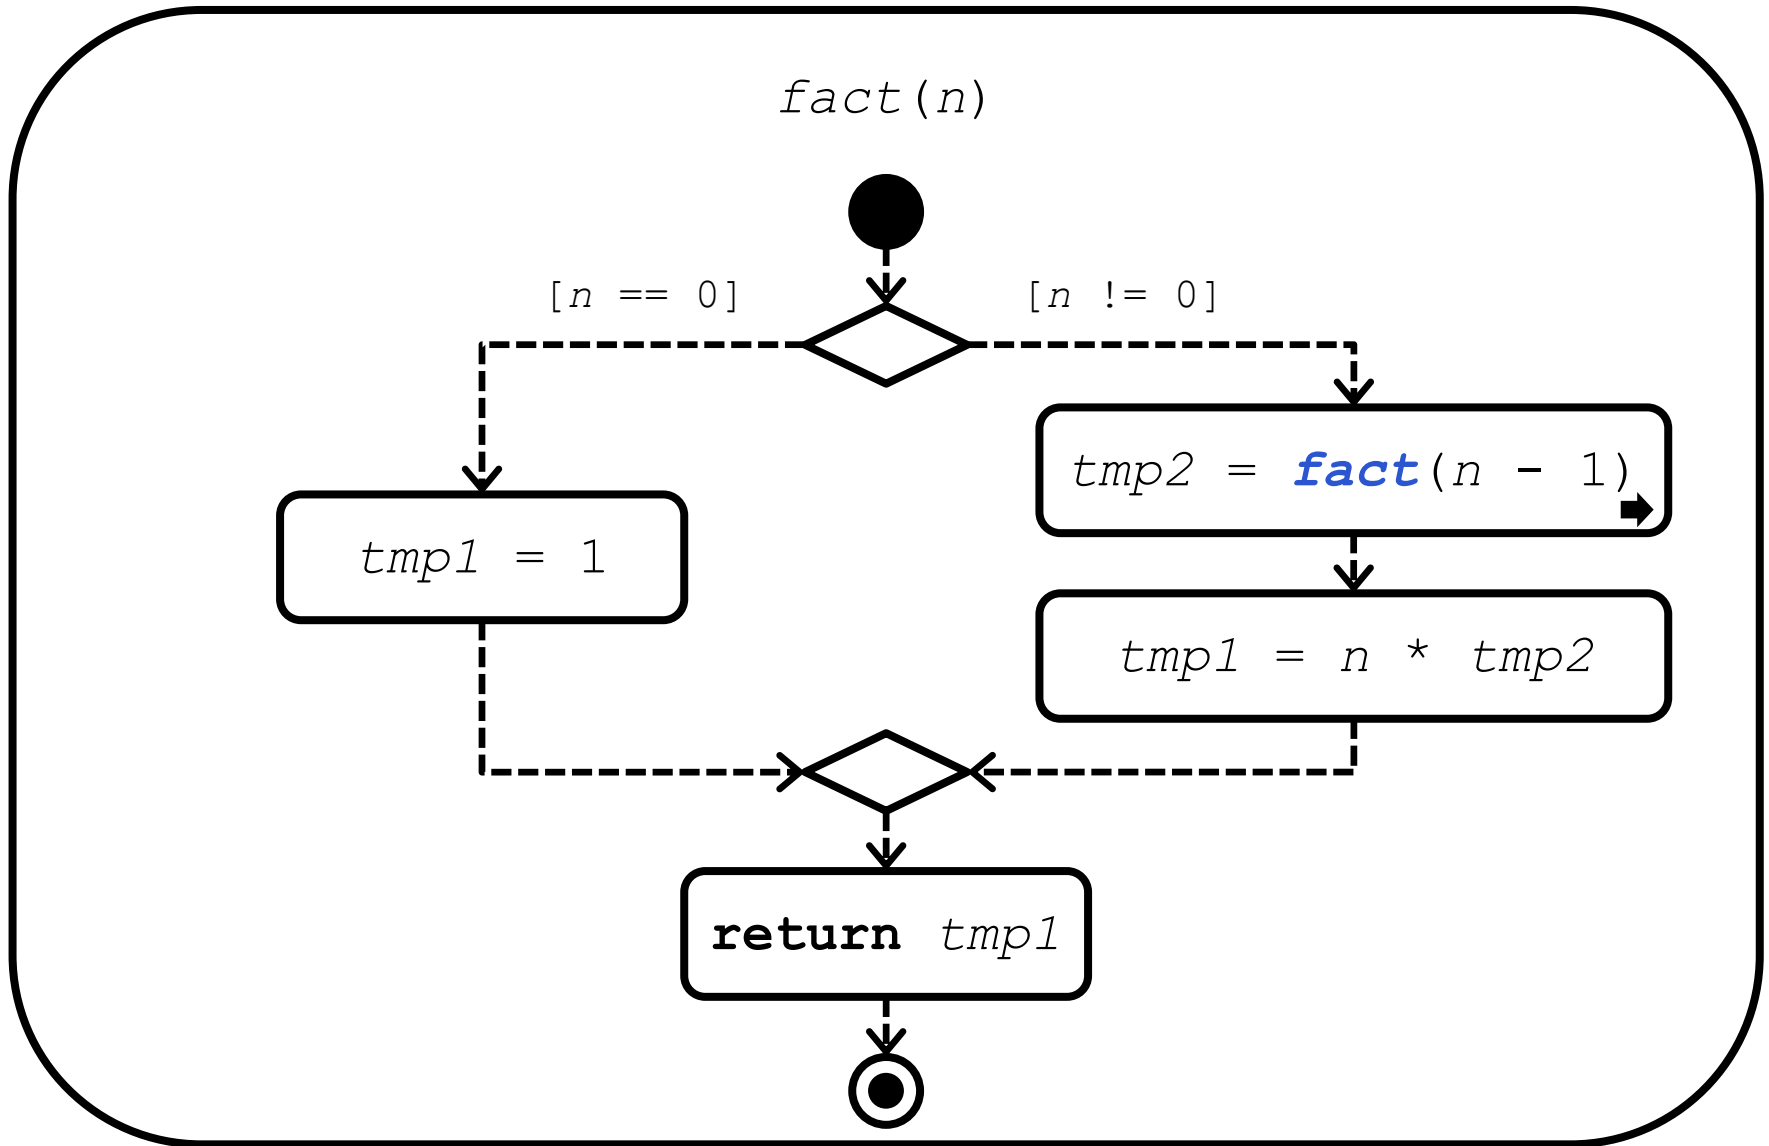 fact(n)
[n == 0]
[n != 0]
tmp2 = fact(n - 1)
tmp1 = 1
tmp1 = n * tmp2
return tmp1